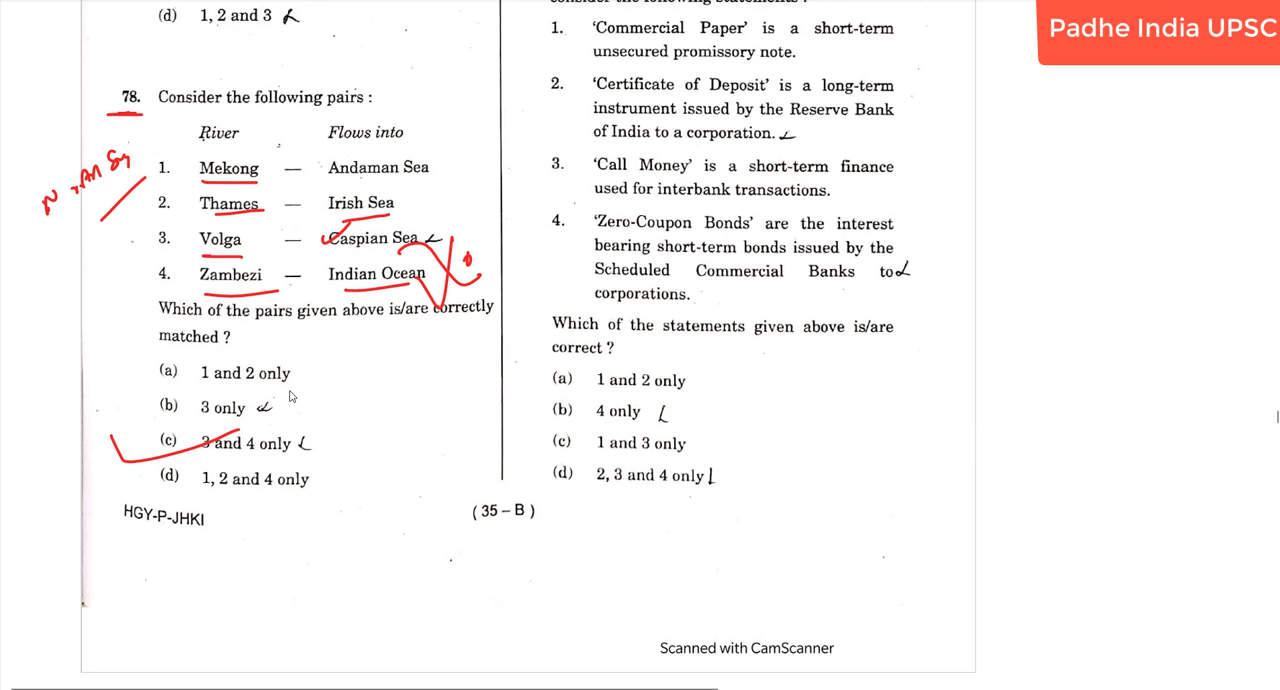 Padhe India UPSC
(d) 1, 2 and 3
78. Consider the following pairs :
River Flows into
1. Mekong — Andaman Sea
2. Thames — Irish Sea
3. Volga — Caspian Sea
4. Zambezi — Indian Ocean
Which of the pairs given above is/are correctly
matched ?
(a) 1 and 2 only
(b) 3 only
(c) 3 and 4 only
(d) 1, 2 and 4 only
HGY-P-JHKI
1. ‘Commercial Paper’ is a short-term
unsecured promissory note.
2. ‘Certificate of Deposit’ is a long-term
instrument issued by the Reserve Bank
of India to a corporation.
3. ‘Call Money’ is a short-term finance
used for interbank transactions.
4. ‘Zero-Coupon Bonds’ are the interest
bearing short-term bonds issued by the
Scheduled Commercial Banks to
corporations.
Which of the statements given above is/are
correct ?
(a) 1 and 2 only
(b) 4 only
(c) 1 and 3 only
(d) 2, 3 and 4 only
( 35 – B )
Scanned with CamScanner